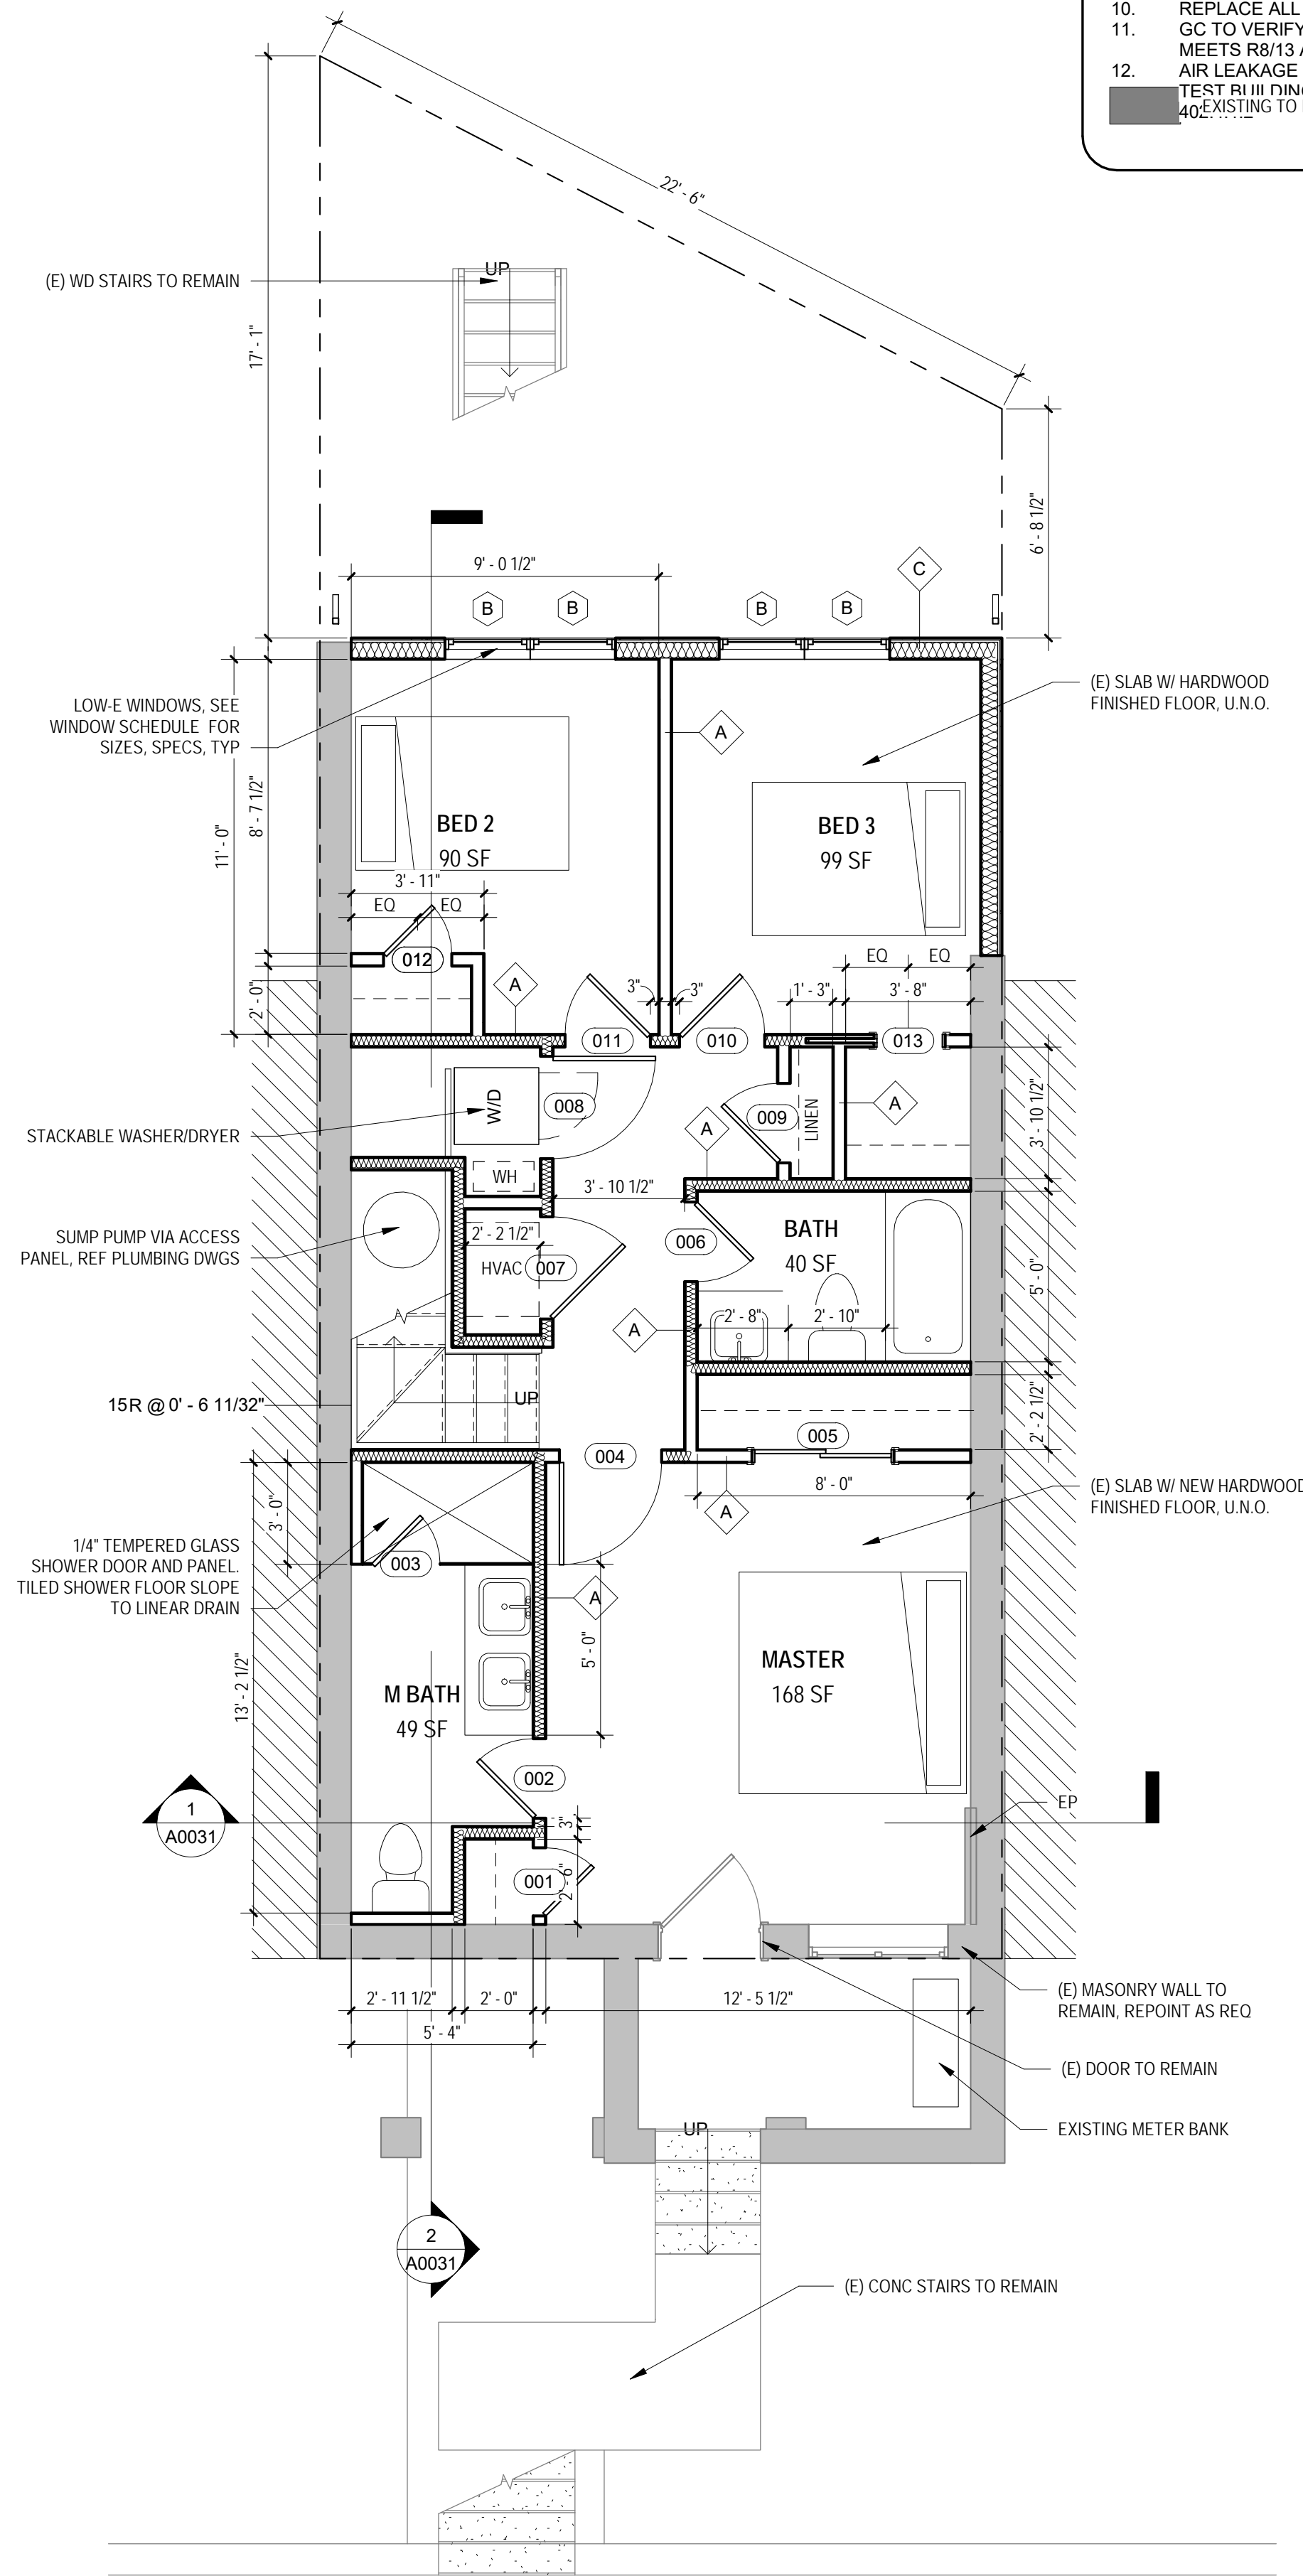 10. REPLACE ALL
11. GC TO VERIFY
MEETS R8/13 A
12. AIR LEAKAGE
TEST BUILDING
EXISTING TO
22' - 6"
UP
(E) WD STAIRS TO REMAIN
17' - 1"
6' - 8 1/2"
9' - 0 1/2"
C
B
B
B
B
LOW-E WINDOWS, SEE
WINDOW SCHEDULE FOR
SIZES, SPECS, TYP
(E) SLAB W/ HARDWOOD
FINISHED FLOOR, U.N.O.
A
11' - 0"
8' - 7 1/2"
BED 2
90 SF
BED 3
99 SF
3' - 11"
EQ
EQ
012
EQ
EQ
2' - 0"
A
3"
3"
1' - 3"
3' - 8"
011
010
013
W/D
008
009
LINEN
A
A
3' - 10 1/2"
STACKABLE WASHER/DRYER
WH
3' - 10 1/2"
SUMP PUMP VIA ACCESS
PANEL, REF PLUMBING DWGS
2' - 2 1/2"
HVAC
007
006
BATH
40 SF
5' - 0"
A
2' - 8"
2' - 10"
15R @ 0' - 6 11/32"
UP
2' - 2 1/2"
004
005
8' - 0"
A
(E) SLAB W/ NEW HARDWOOD
FINISHED FLOOR, U.N.O.
3' - 0"
1/4" TEMPERED GLASS
SHOWER DOOR AND PANEL.
TILED SHOWER FLOOR SLOPE
TO LINEAR DRAIN
003
A
5' - 0"
13' - 2 1/2"
M BATH
49 SF
MASTER
168 SF
002
1
A0031
3"
EP
001
2' - 6"
2' - 11 1/2"
2' - 0"
12' - 5 1/2"
5' - 4"
(E) MASONRY WALL TO
REMAIN, REPOINT AS REQ
(E) DOOR TO REMAIN
EXISTING METER BANK
UP
2
A0031
(E) CONC STAIRS TO REMAIN